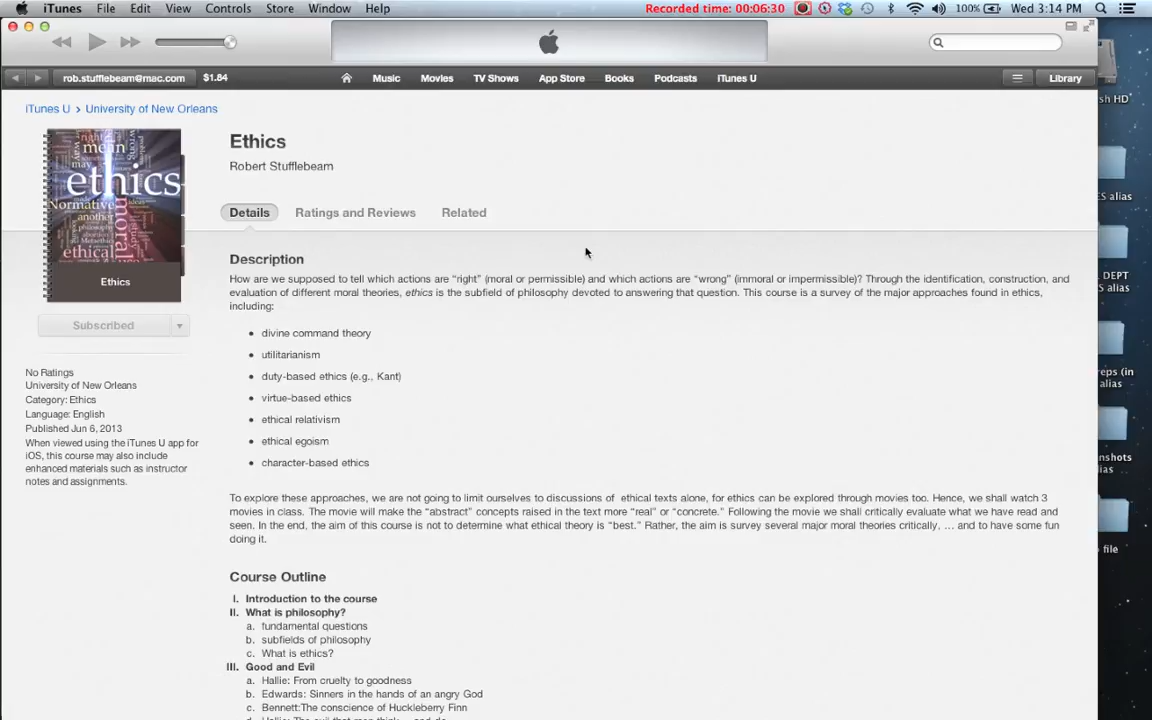 iTunes File Edit View Controls Store Window Help Recorded time: 00:06:30 100% Wed 3:14 PM
rob.stufflebeam@mac.com $1.84 Music Movies TV Shows App Store Books Podcasts iTunes U Library
sh HD
iTunes U > University of New Orleans
Ethics
Robert Stufflebeam
ethics
Normative
another
moral
ethical
Ethics
ES alias
Details Ratings and Reviews Related
Description
How are we supposed to tell which actions are “right” (moral or permissible) and which actions are “wrong” (immoral or impermissible)? Through the identification, construction, and
evaluation of different moral theories, ethics is the subfield of philosophy devoted to answering that question. This course is a survey of the major approaches found in ethics,
including:
DEPT
alias
Subscribed
• divine command theory
• utilitarianism
• duty-based ethics (e.g., Kant)
• virtue-based ethics
• ethical relativism
• ethical egoism
• character-based ethics
No Ratings
University of New Orleans
Category: Ethics
Language: English
Published Jun 6, 2013
When viewed using the iTunes U app for
iOS, this course may also include
enhanced materials such as instructor
notes and assignments.
reps (in
alias
nshots
lias
file
To explore these approaches, we are not going to limit ourselves to discussions of ethical texts alone, for ethics can be explored through movies too. Hence, we shall watch 3
movies in class. The movie will make the “abstract” concepts raised in the text more “real” or “concrete.” Following the movie we shall critically evaluate what we have read and
seen. In the end, the aim of this course is not to determine what ethical theory is “best.” Rather, the aim is survey several major moral theories critically, ... and to have some fun
doing it.
Course Outline
I. Introduction to the course
II. What is philosophy?
a. fundamental questions
b. subfields of philosophy
c. What is ethics?
III. Good and Evil
a. Hallie: From cruelty to goodness
b. Edwards: Sinners in the hands of an angry God
c. Bennett:The conscience of Huckleberry Finn